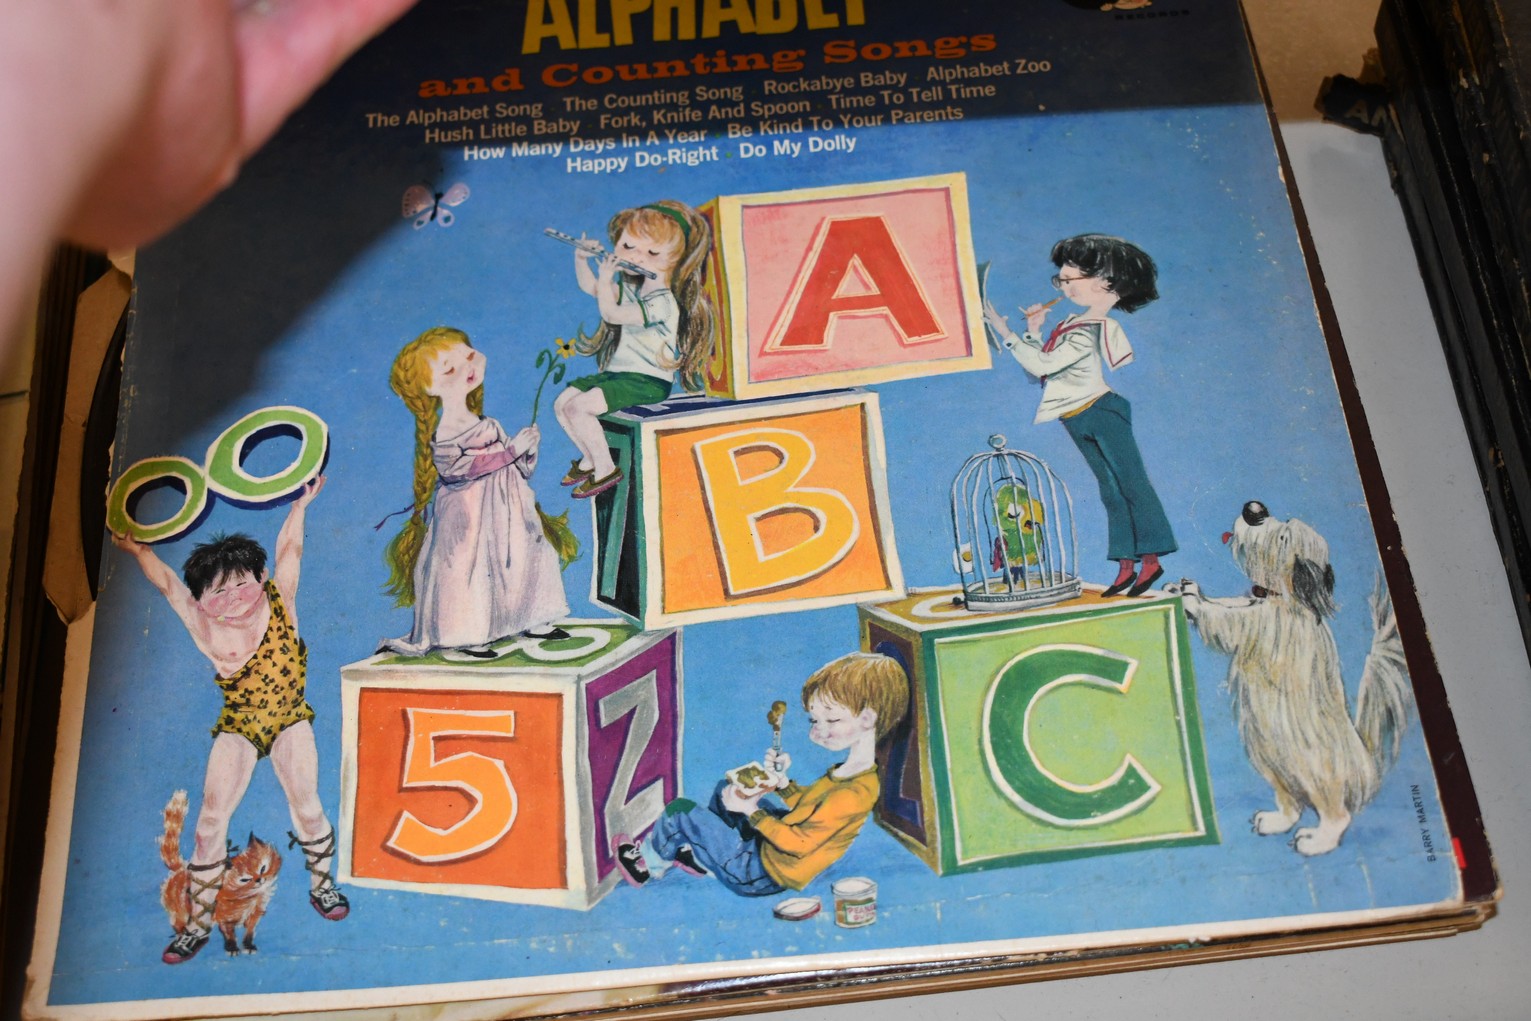 ALPHABET
RECORDS
and Counting Songs
The Alphabet Song · The Counting Song · Rockabye Baby · Alphabet Zoo
Hush Little Baby · Fork, Knife And Spoon · Time To Tell Time
How Many Days In A Year · Be Kind To Your Parents
Happy Do-Right · Do My Dolly
A
B
5
Z
C
BARRY MARTIN